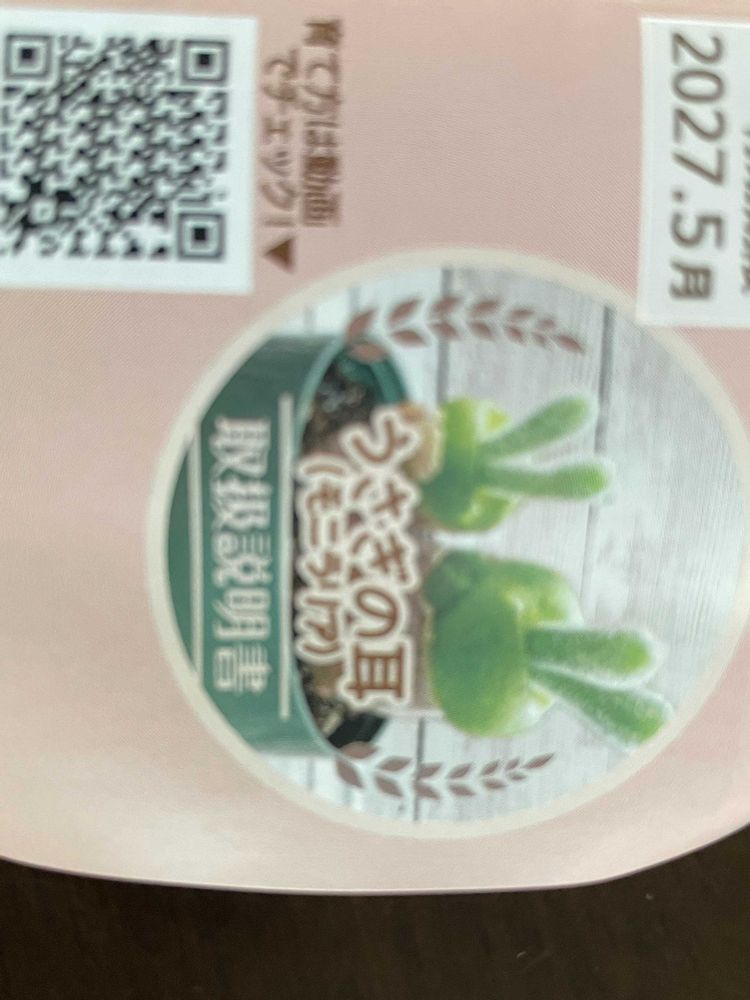 2027.5月
育て方は動画
でチェック!▼
うさぎの耳
(モニラリア)
取扱説明書